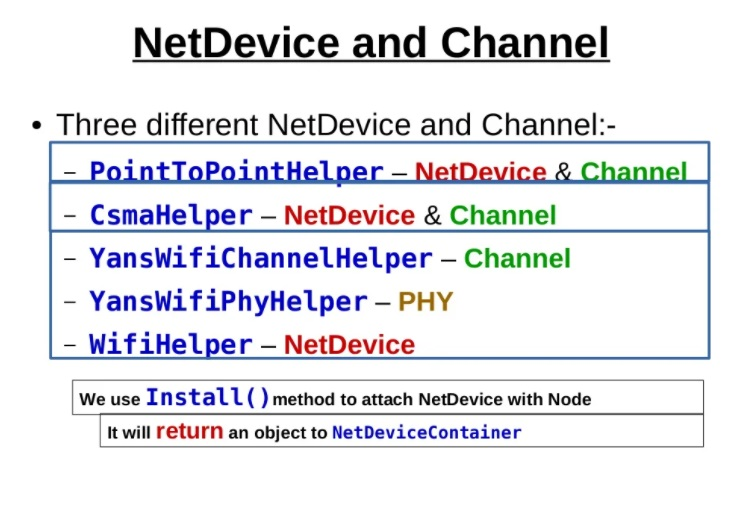 NetDevice and Channel
• Three different NetDevice and Channel:-
– PointToPointHelper – NetDevice & Channel
– CsmaHelper – NetDevice & Channel
– YansWifiChannelHelper – Channel
– YansWifiPhyHelper – PHY
– WifiHelper – NetDevice
We use Install() method to attach NetDevice with Node
It will return an object to NetDeviceContainer